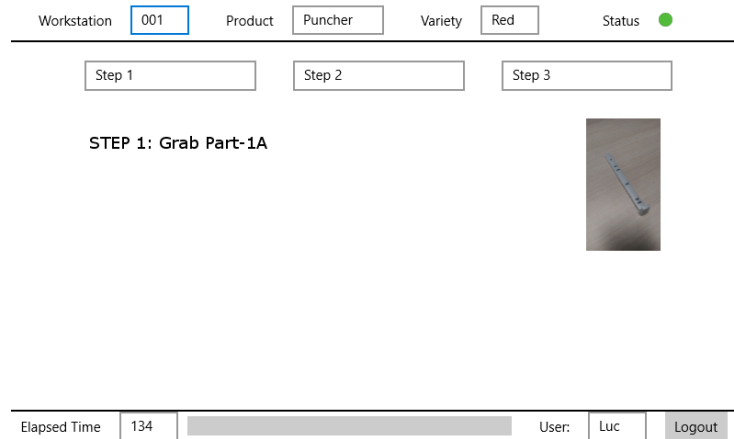 Workstation 001 Product Puncher Variety Red Status
Step 1 Step 2 Step 3
STEP 1: Grab Part-1A
Elapsed Time 134 User: Luc Logout